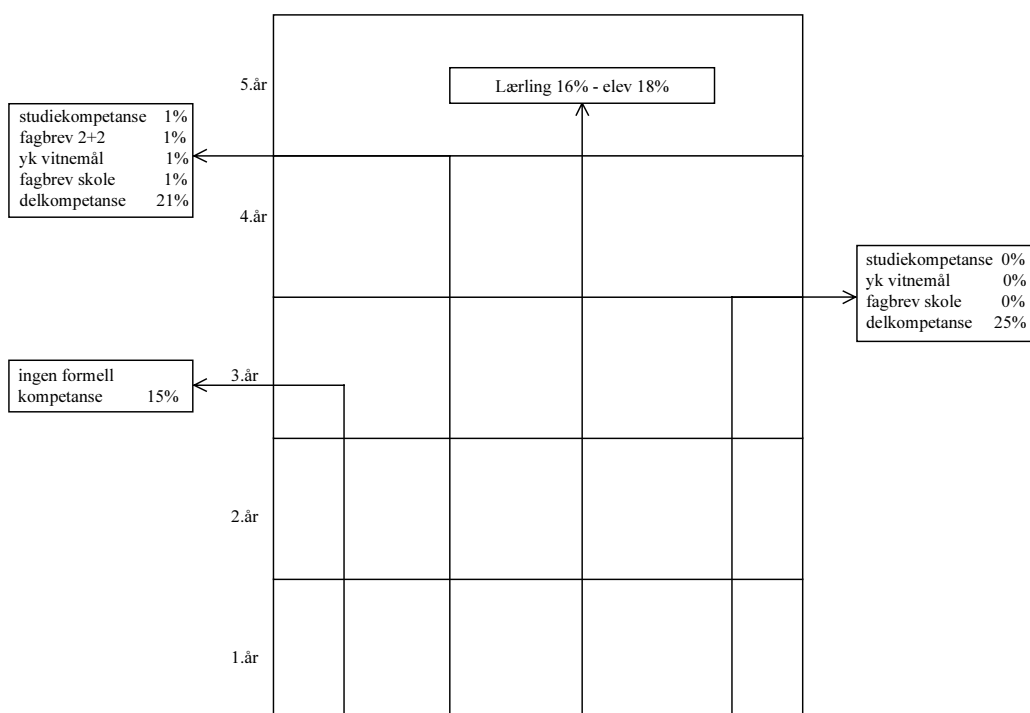 5.år
Lærling 16% - elev 18%
studiekompetanse 1%
fagbrev 2+2 1%
yk vitnemål 1%
fagbrev skole 1%
delkompetanse 21%
4.år
studiekompetanse 0%
yk vitnemål 0%
fagbrev skole 0%
delkompetanse 25%
ingen formell
kompetanse 15%
3.år
2.år
1.år